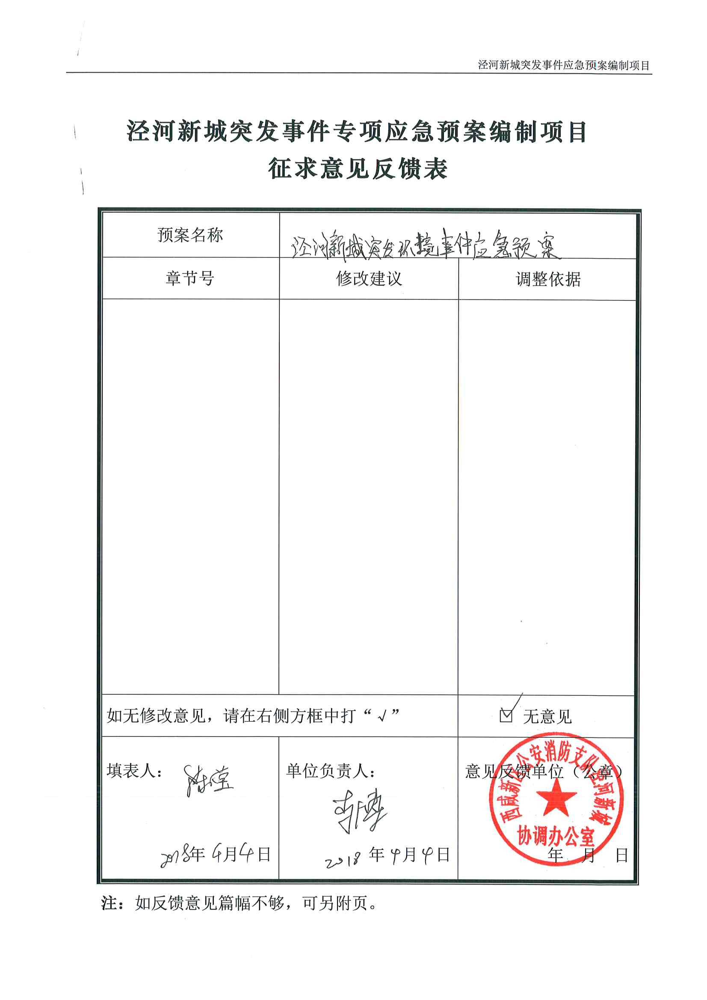 泾河新城突发事件应急预案编制项目
泾河新城突发事件专项应急预案编制项目
征求意见反馈表
预案名称
泾河新城突发环境事件应急预案
章节号 修改建议 调整依据
如无修改意见，请在右侧方框中打“√” ☑ 无意见
填表人： 单位负责人： 意见反馈单位（公章）
西咸新区公安消防支队泾河新城
协调办公室
2018年4月4日 2018年4月4日 年 月 日
注：如反馈意见篇幅不够，可另附页。